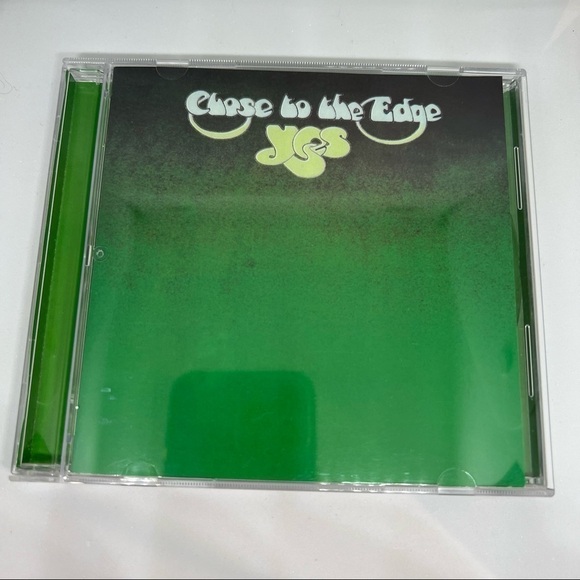 Close to the Edge
Yes